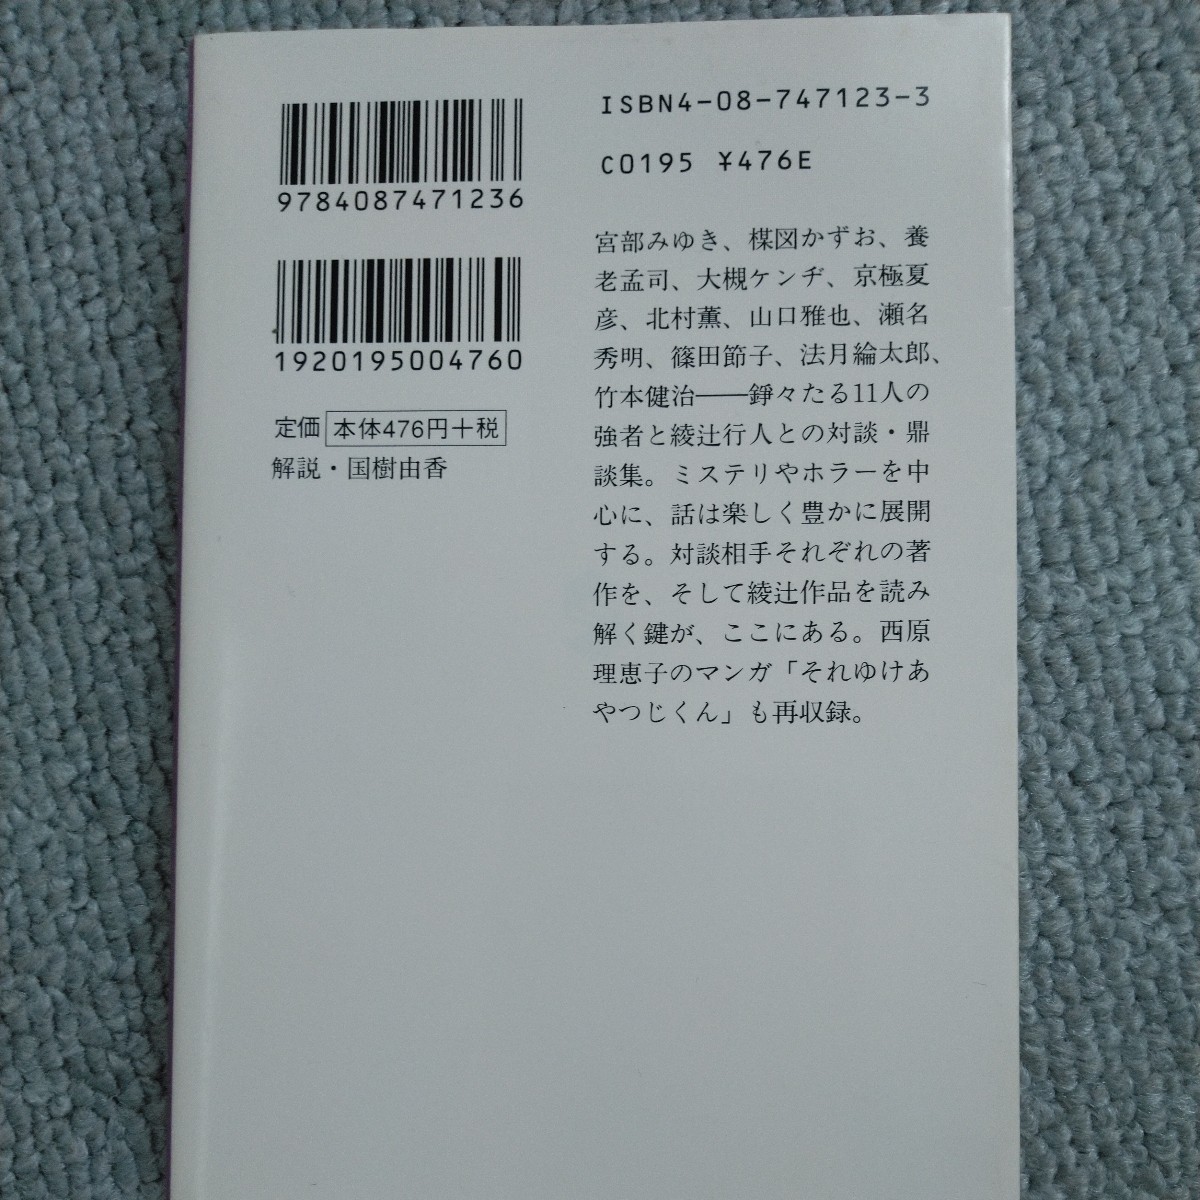 9784087471236
1920195004760
定価 本体476円+税
解説・国樹由香
ISBN4-08-747123-3
C0195 ¥476E
宮部みゆき、楳図かずお、養
老孟司、大槻ケンヂ、京極夏
彦、北村薫、山口雅也、瀬名
秀明、篠田節子、法月綸太郎、
竹本健治――錚々たる11人の
強者と綾辻行人との対談・鼎
談集。ミステリやホラーを中
心に、話は楽しく豊かに展開
する。対談相手それぞれの著
作を、そして綾辻作品を読み
解く鍵が、ここにある。西原
理恵子のマンガ「それゆけあ
やつじくん」も再収録。